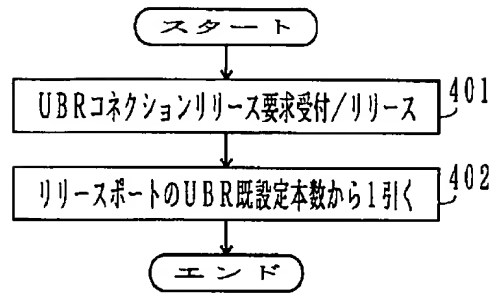 スタート
UBRコネクションリリース要求受付/リリース
401
リリースポートのUBR既設定本数から1引く
402
エンド